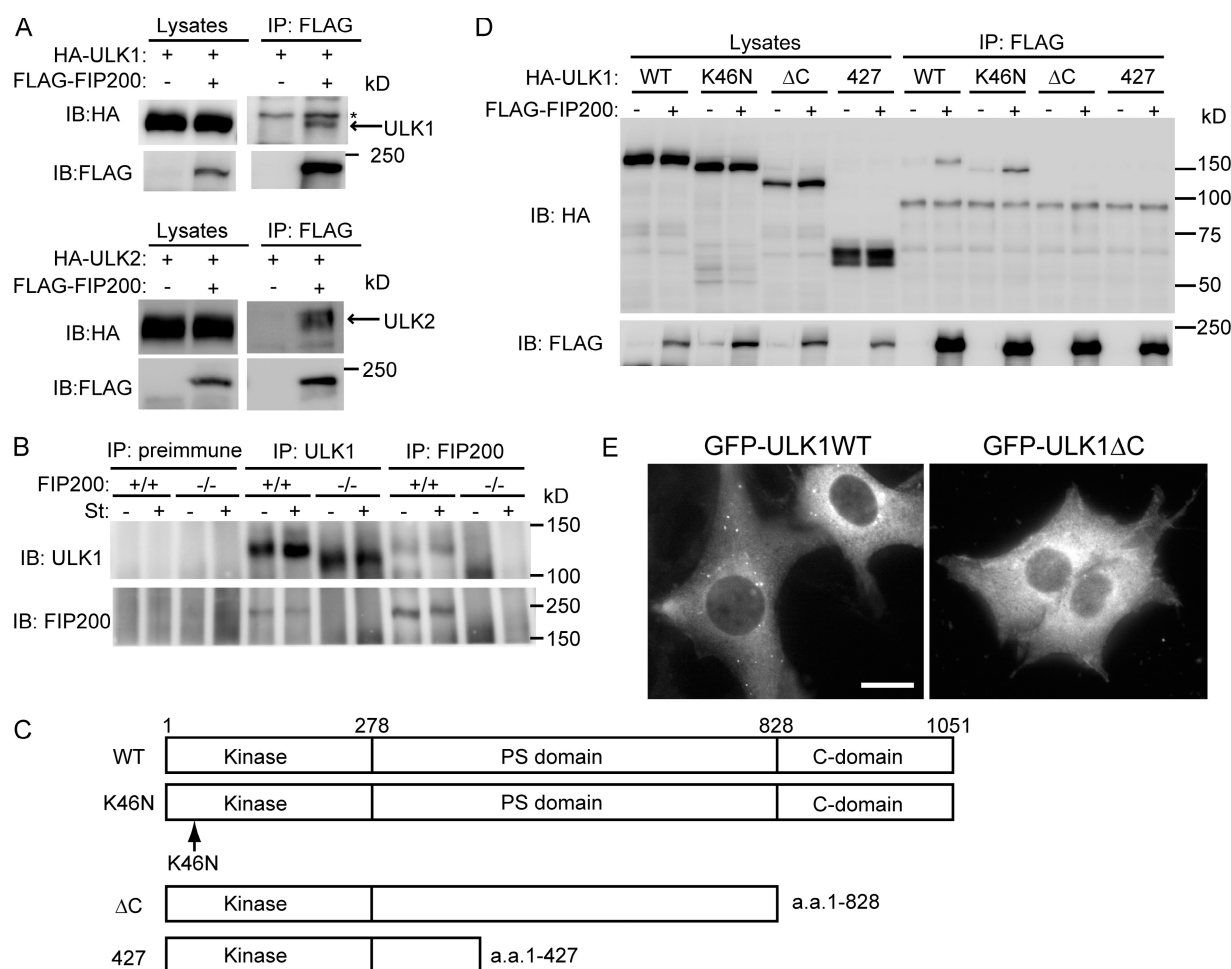 A
Lysates IP: FLAG
HA-ULK1: + + + +
FLAG-FIP200: - + - + kD
IB:HA * ULK1
IB:FLAG 250
Lysates IP: FLAG
HA-ULK2: + + + +
FLAG-FIP200: - + - + kD
IB:HA ULK2
IB:FLAG 250
B
IP: preimmune IP: ULK1 IP: FIP200
FIP200: +/+ -/- +/+ -/- +/+ -/- kD
St: - + - + - + - + - + - +
IB: ULK1 150
100
IB: FIP200 250
150
C
1 278 828 1051
WT Kinase PS domain C-domain
K46N Kinase PS domain C-domain
K46N
ΔC Kinase a.a.1-828
427 Kinase a.a.1-427
D
Lysates IP: FLAG
HA-ULK1: WT K46N ΔC 427 WT K46N ΔC 427
FLAG-FIP200: - + - + - + - + - + - + - + - + kD
IB: HA
150
100
75
50
IB: FLAG 250
E
GFP-ULK1WT GFP-ULK1ΔC